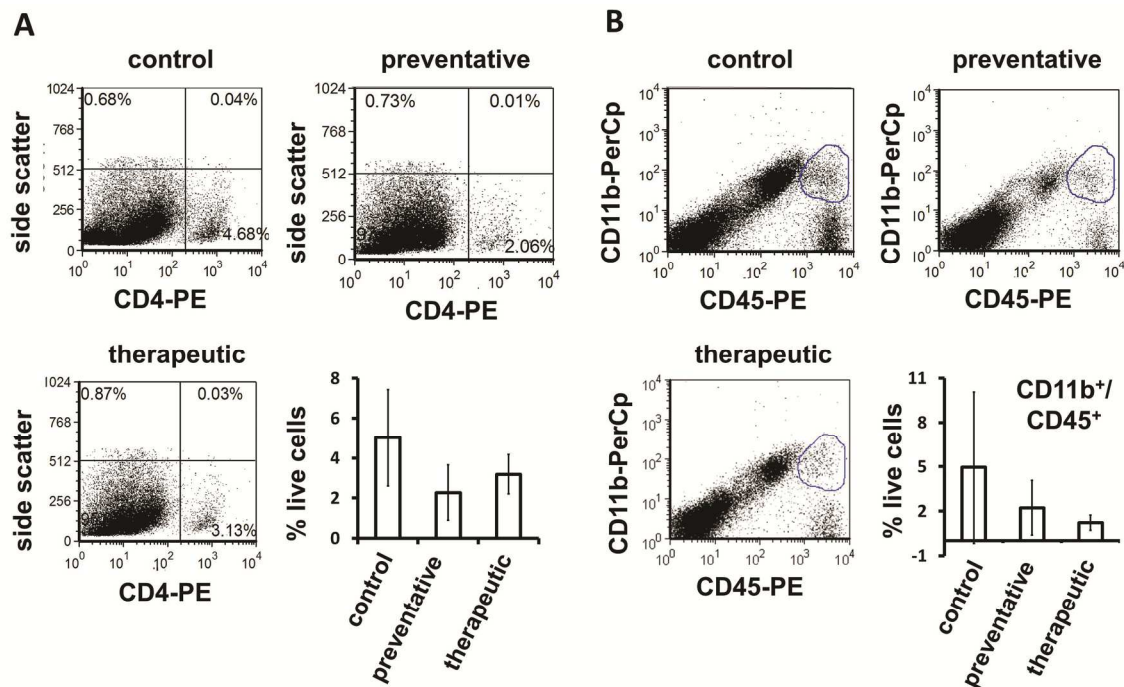 A
control
0.68%
0.04%
4.68%
1024
768
512
256
0
side scatter
10^0 10^1 10^2 10^3 10^4
CD4-PE
preventative
0.73%
0.01%
2.06%
1024
768
512
256
0
side scatter
10^0 10^1 10^2 10^3 10^4
CD4-PE
therapeutic
0.87%
0.03%
3.13%
1024
768
512
256
0
side scatter
10^0 10^1 10^2 10^3 10^4
CD4-PE
8
6
4
2
0
% live cells
control
preventative
therapeutic
B
control
10^4
10^3
10^2
10^1
10^0
CD11b-PerCp
10^0 10^1 10^2 10^3 10^4
CD45-PE
preventative
10^4
10^3
10^2
10^1
10^0
CD11b-PerCp
10^0 10^1 10^2 10^3 10^4
CD45-PE
therapeutic
10^4
10^3
10^2
10^1
10^0
CD11b-PerCp
10^0 10^1 10^2 10^3 10^4
CD45-PE
CD11b+/
CD45+
11
8
5
2
-1
% live cells
control
preventative
therapeutic